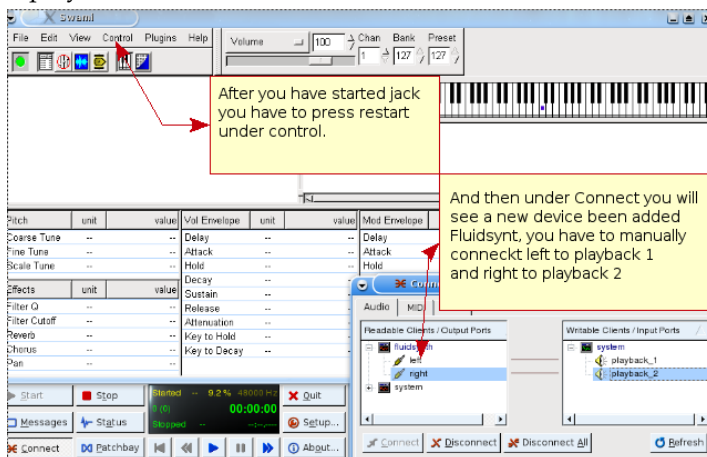 Swami
File Edit View Control Plugins Help
Volume 100 Chan Bank Preset
1 127 127
After you have started jack
you have to press restart
under control.
And then under Connect you will
see a new device been added
Fluidsynt, you have to manually
conneckt left to playback 1
and right to playback 2
Pitch unit value Vol Envelope unit value Mod Envelope
Coarse Tune -- -- Delay -- -- Delay
Fine Tune -- -- Attack -- -- Attack
Scale Tune -- -- Hold -- -- Hold
Decay -- --
Effects unit value Sustain -- --
Filter Q -- -- Release -- --
Filter Cutoff -- -- Attenuation -- --
Reverb -- -- Key to Hold -- --
Chorus -- -- Key to Decay -- --
Pan -- --
Audio MIDI
Readable Clients / Output Ports Writable Clients / Input Ports
fluidsynth system
left playback_1
right playback_2
system
Connect Disconnect Disconnect All Refresh
Start Stop Started -- 9.2 % 48000 Hz Quit
0 (0) 00:00:00
Messages Status Stopped -- --:--:-- Setup...
Connect Patchbay About...